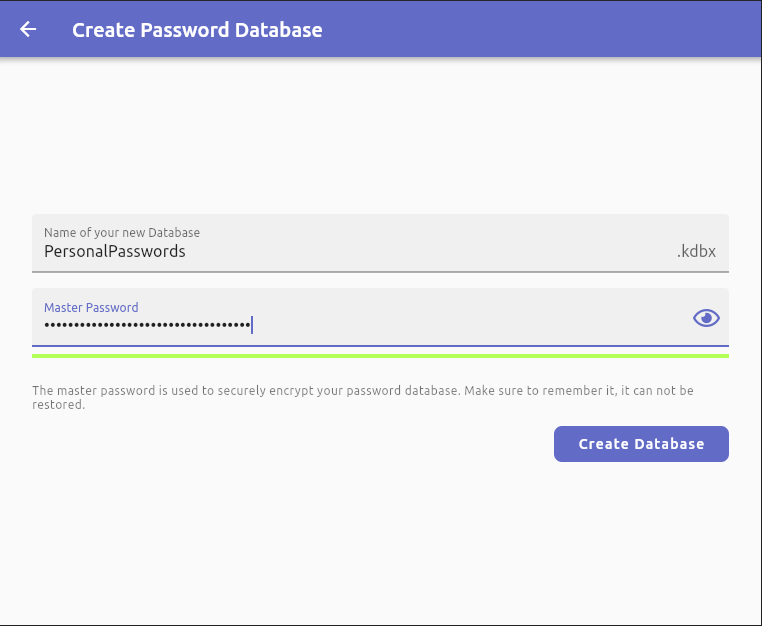 Create Password Database
Name of your new Database
PersonalPasswords
.kdbx
Master Password
••••••••••••••••••••••••••••••••••
The master password is used to securely encrypt your password database. Make sure to remember it, it can not be
restored.
Create Database